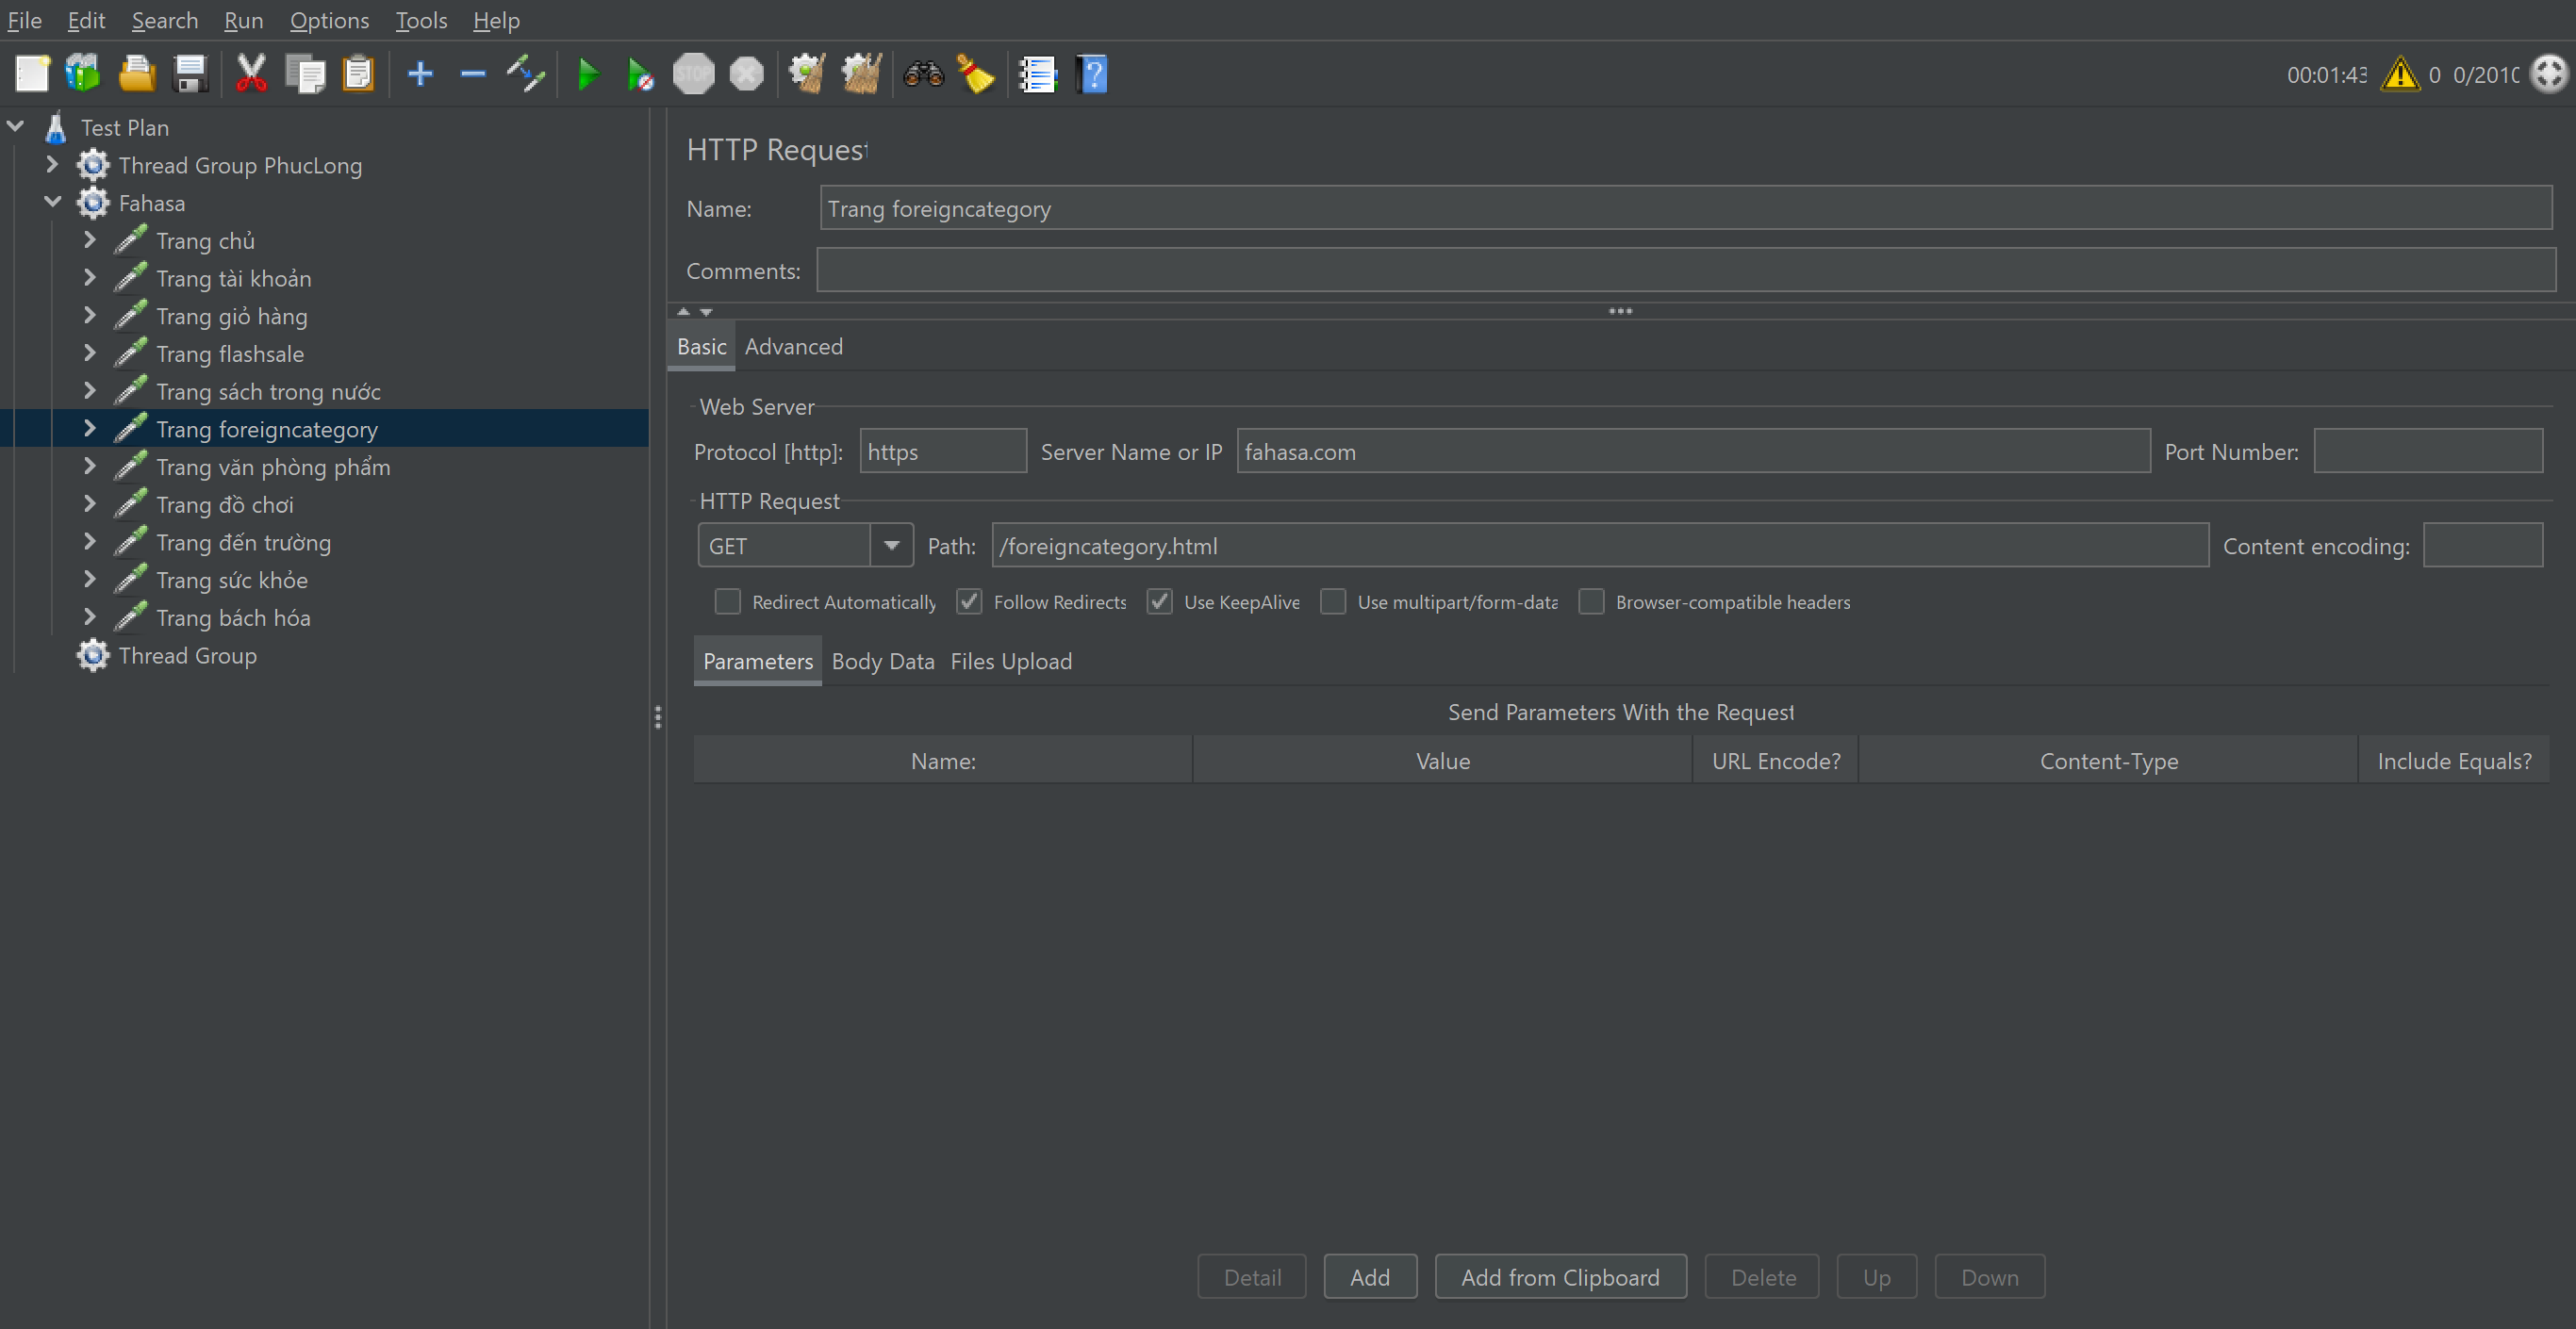 File Edit Search Run Options Tools Help
STOP
00:01:43 0 0/2010
Test Plan
Thread Group PhucLong
Fahasa
Trang chủ
Trang tài khoản
Trang giỏ hàng
Trang flashsale
Trang sách trong nước
Trang foreigncategory
Trang văn phòng phẩm
Trang đồ chơi
Trang đến trường
Trang sức khỏe
Trang bách hóa
Thread Group
HTTP Request
Name: Trang foreigncategory
Comments:
Basic Advanced
Web Server
Protocol [http]: https Server Name or IP fahasa.com Port Number:
HTTP Request
GET Path: /foreigncategory.html Content encoding:
Redirect Automatically Follow Redirects Use KeepAlive Use multipart/form-data Browser-compatible headers
Parameters Body Data Files Upload
Send Parameters With the Request
Name: Value URL Encode? Content-Type Include Equals?
Detail Add Add from Clipboard Delete Up Down